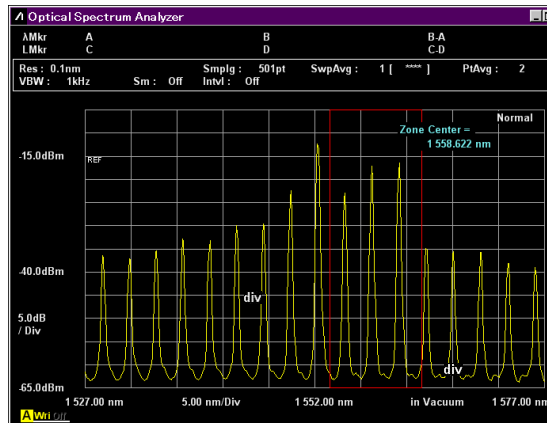 Optical Spectrum Analyzer
λMkr A B B-A
LMkr C D C-D
Res : 0.1nm Smplg : 501pt SwpAvg : 1 [ **** ] PtAvg : 2
VBW : 1kHz Sm : Off Intvl : Off
Normal
Zone Center =
1 558.622 nm
-15.0dBm
REF
-40.0dBm
div
5.0dB
/ Div
div
-65.0dBm
1 527.00 nm 5.00 nm/Div 1 552.00 nm in Vacuum 1 577.00 nm
A Wri Off